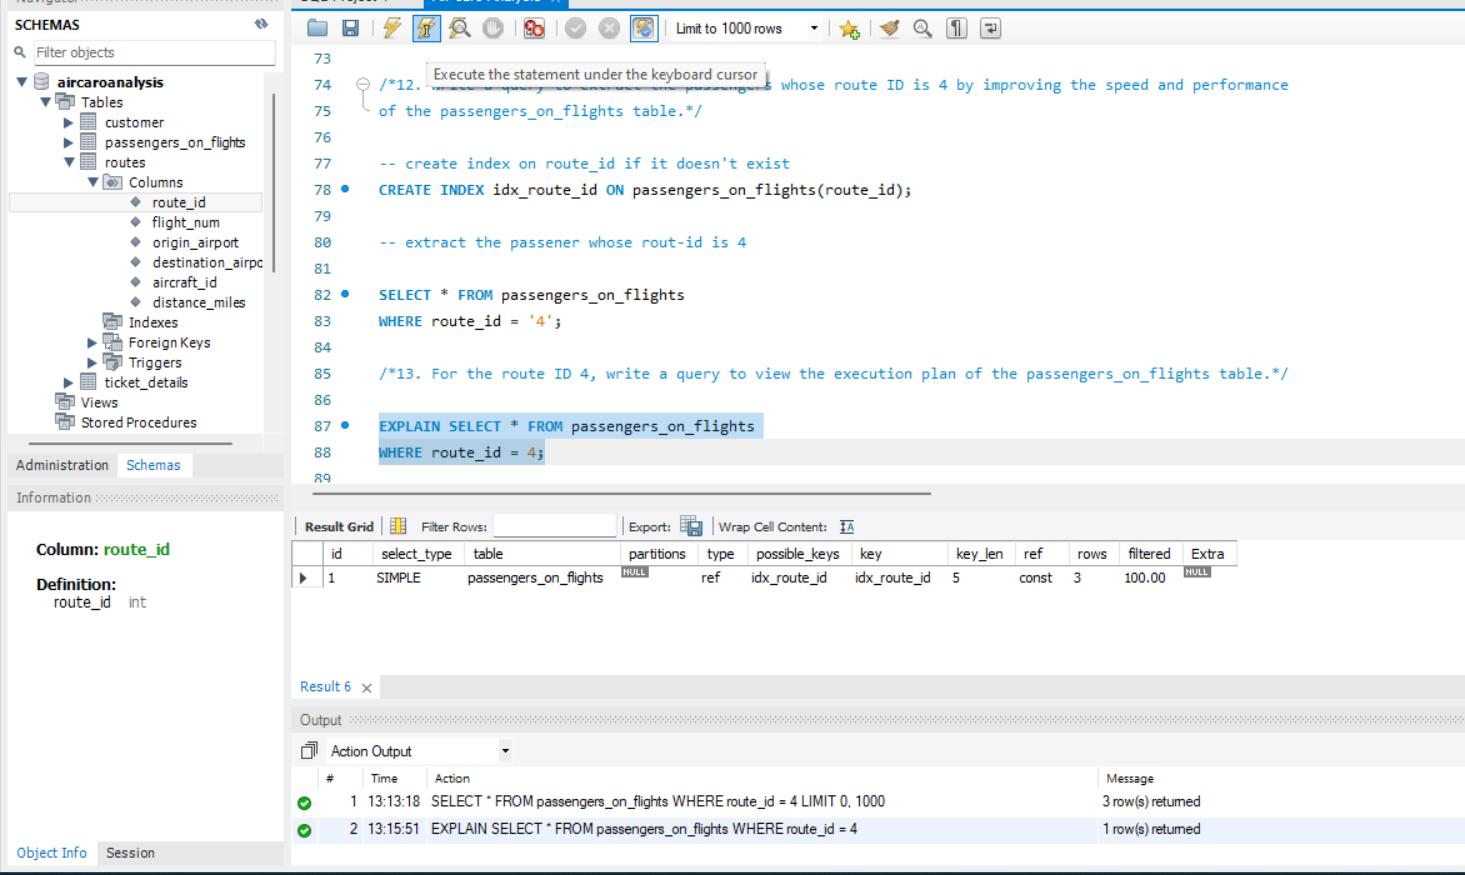 SCHEMAS
Filter objects
aircaroanalysis
Tables
customer
passengers_on_flights
routes
Columns
route_id
flight_num
origin_airport
destination_airpo
aircraft_id
distance_miles
Indexes
Foreign Keys
Triggers
ticket_details
Views
Stored Procedures
Administration Schemas
Information
Column: route_id
Definition:
route_id int
Object Info Session
Limit to 1000 rows
Execute the statement under the keyboard cursor
73
74 /*12. Write a query to extract the passengers whose route ID is 4 by improving the speed and performance
75 of the passengers_on_flights table.*/
76
77 -- create index on route_id if it doesn't exist
78 CREATE INDEX idx_route_id ON passengers_on_flights(route_id);
79
80 -- extract the passener whose rout-id is 4
81
82 SELECT * FROM passengers_on_flights
83 WHERE route_id = '4';
84
85 /*13. For the route ID 4, write a query to view the execution plan of the passengers_on_flights table.*/
86
87 EXPLAIN SELECT * FROM passengers_on_flights
88 WHERE route_id = 4;
89
Result Grid Filter Rows: Export: Wrap Cell Content:
id select_type table partitions type possible_keys key key_len ref rows filtered Extra
1 SIMPLE passengers_on_flights NULL ref idx_route_id idx_route_id 5 const 3 100.00 NULL
Result 6
Output
Action Output
# Time Action Message
1 13:13:18 SELECT * FROM passengers_on_flights WHERE route_id = 4 LIMIT 0, 1000 3 row(s) returned
2 13:15:51 EXPLAIN SELECT * FROM passengers_on_flights WHERE route_id = 4 1 row(s) returned